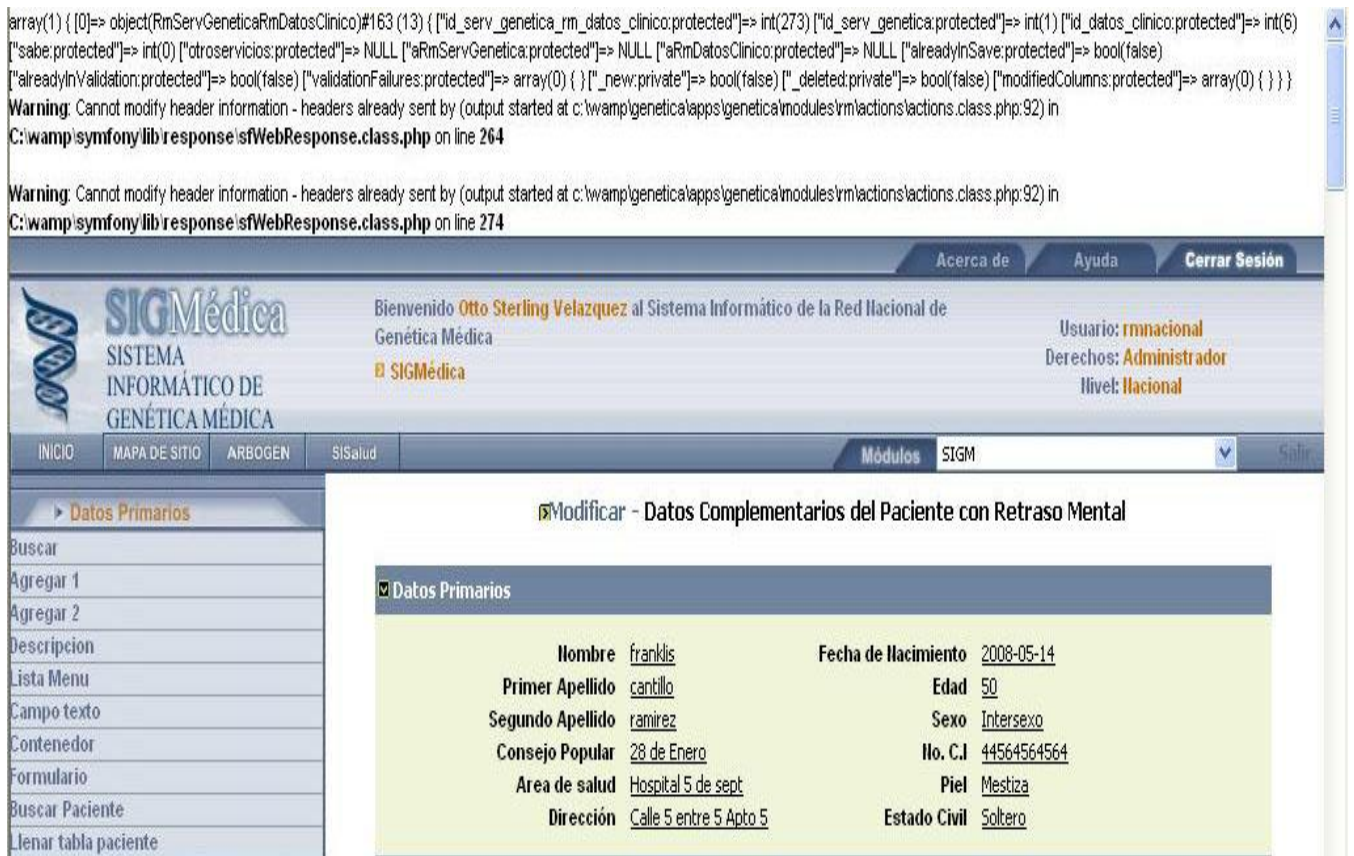 array(1) { [0]=> object(RmServGeneticaRmDatosClinico)#163 (13) { ["id_serv_genetica_rm_datos_clinico:protected"]=> int(273) ["id_serv_genetica:protected"]=> int(1) ["id_datos_clinico:protected"]=> int(6)
["sabe:protected"]=> int(0) ["otroservicios:protected"]=> NULL ["aRmServGenetica:protected"]=> NULL ["aRmDatosClinico:protected"]=> NULL ["alreadyInSave:protected"]=> bool(false)
["alreadyInValidation:protected"]=> bool(false) ["validationFailures:protected"]=> array(0) { } ["_new:private"]=> bool(false) ["_deleted:private"]=> bool(false) ["modifiedColumns:protected"]=> array(0) { } } }
Warning: Cannot modify header information - headers already sent by (output started at c:\wamp\genetica\apps\genetica\modules\rm\actions\actions.class.php:92) in
C:\wamp\symfony\lib\response\sfWebResponse.class.php on line 264
Warning: Cannot modify header information - headers already sent by (output started at c:\wamp\genetica\apps\genetica\modules\rm\actions\actions.class.php:92) in
C:\wamp\symfony\lib\response\sfWebResponse.class.php on line 274
Acerca de Ayuda Cerrar Sesión
SIGMédica
SISTEMA
INFORMÁTICO DE
GENÉTICA MÉDICA
Bienvenido Otto Sterling Velazquez al Sistema Informático de la Red Nacional de
Genética Médica
SIGMédica
Usuario: rmnacional
Derechos: Administrador
Nivel: Nacional
INICIO MAPA DE SITIO ARBOGEN SISalud Módulos SIGM Salir
Datos Primarios
Buscar
Agregar 1
Agregar 2
Descripcion
Lista Menu
Campo texto
Contenedor
Formulario
Buscar Paciente
Llenar tabla paciente
Modificar - Datos Complementarios del Paciente con Retraso Mental
Datos Primarios
Nombre franklis Fecha de Nacimiento 2008-05-14
Primer Apellido cantillo Edad 50
Segundo Apellido ramirez Sexo Intersexo
Consejo Popular 28 de Enero No. C.I 44564564564
Area de salud Hospital 5 de sept Piel Mestiza
Dirección Calle 5 entre 5 Apto 5 Estado Civil Soltero